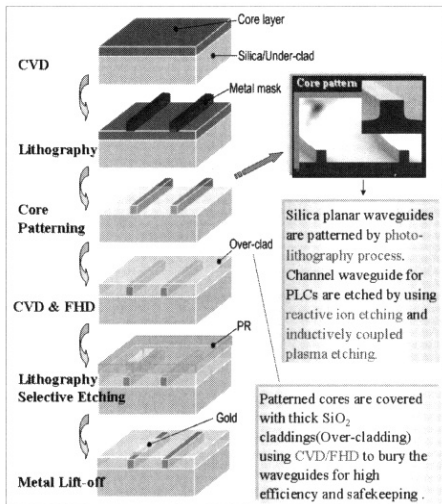 Core layer
CVD
Silica/Under-clad
Metal mask
Lithography
Core pattern
Core
Patterning
Silica planar waveguides
are patterned by photo-
lithography process.
Channel waveguide for
PLCs are etched by using
reactive ion etching and
inductively coupled
plasma etching.
Over-clad
CVD & FHD
PR
Lithography
Selective Etching
Patterned cores are covered
with thick SiO₂
claddings(Over-cladding)
using CVD/FHD to bury the
waveguides for high
efficiency and safekeeping .
Gold
Metal Lift-off